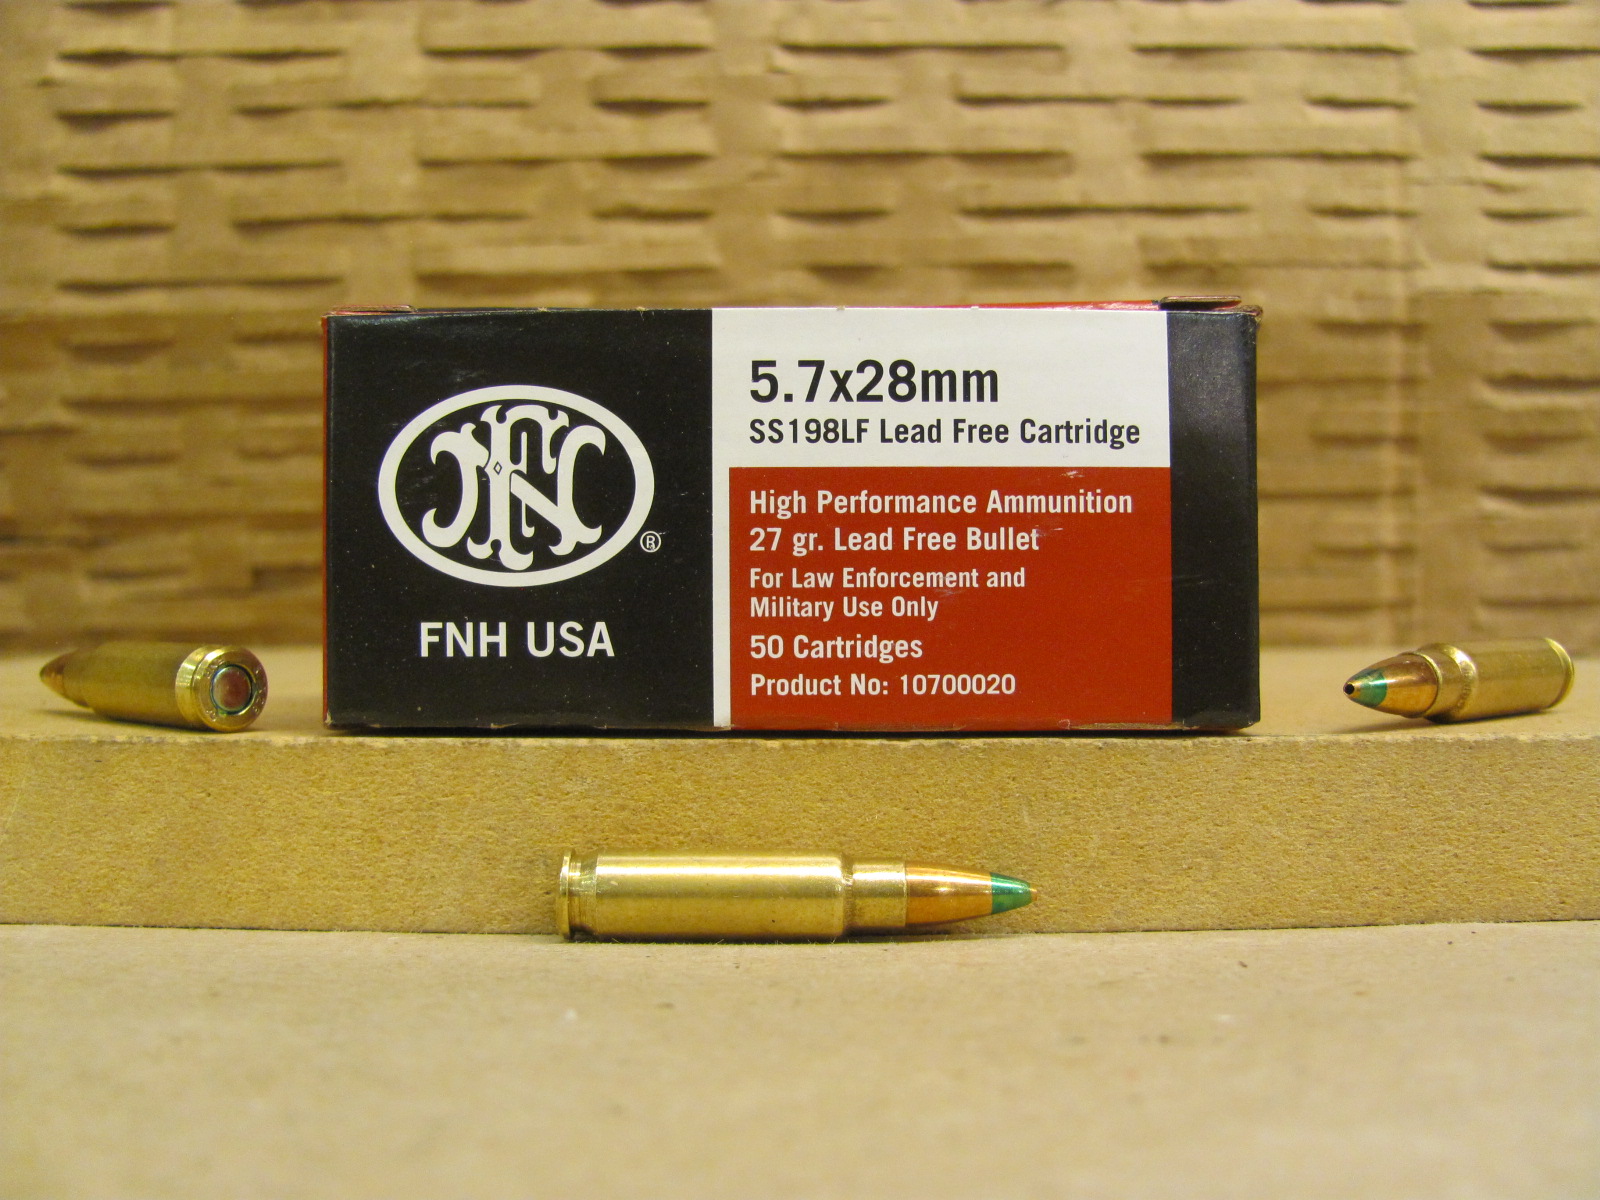 FN
®
FNH USA
5.7x28mm
SS198LF Lead Free Cartridge
High Performance Ammunition
27 gr. Lead Free Bullet
For Law Enforcement and
Military Use Only
50 Cartridges
Product No: 10700020